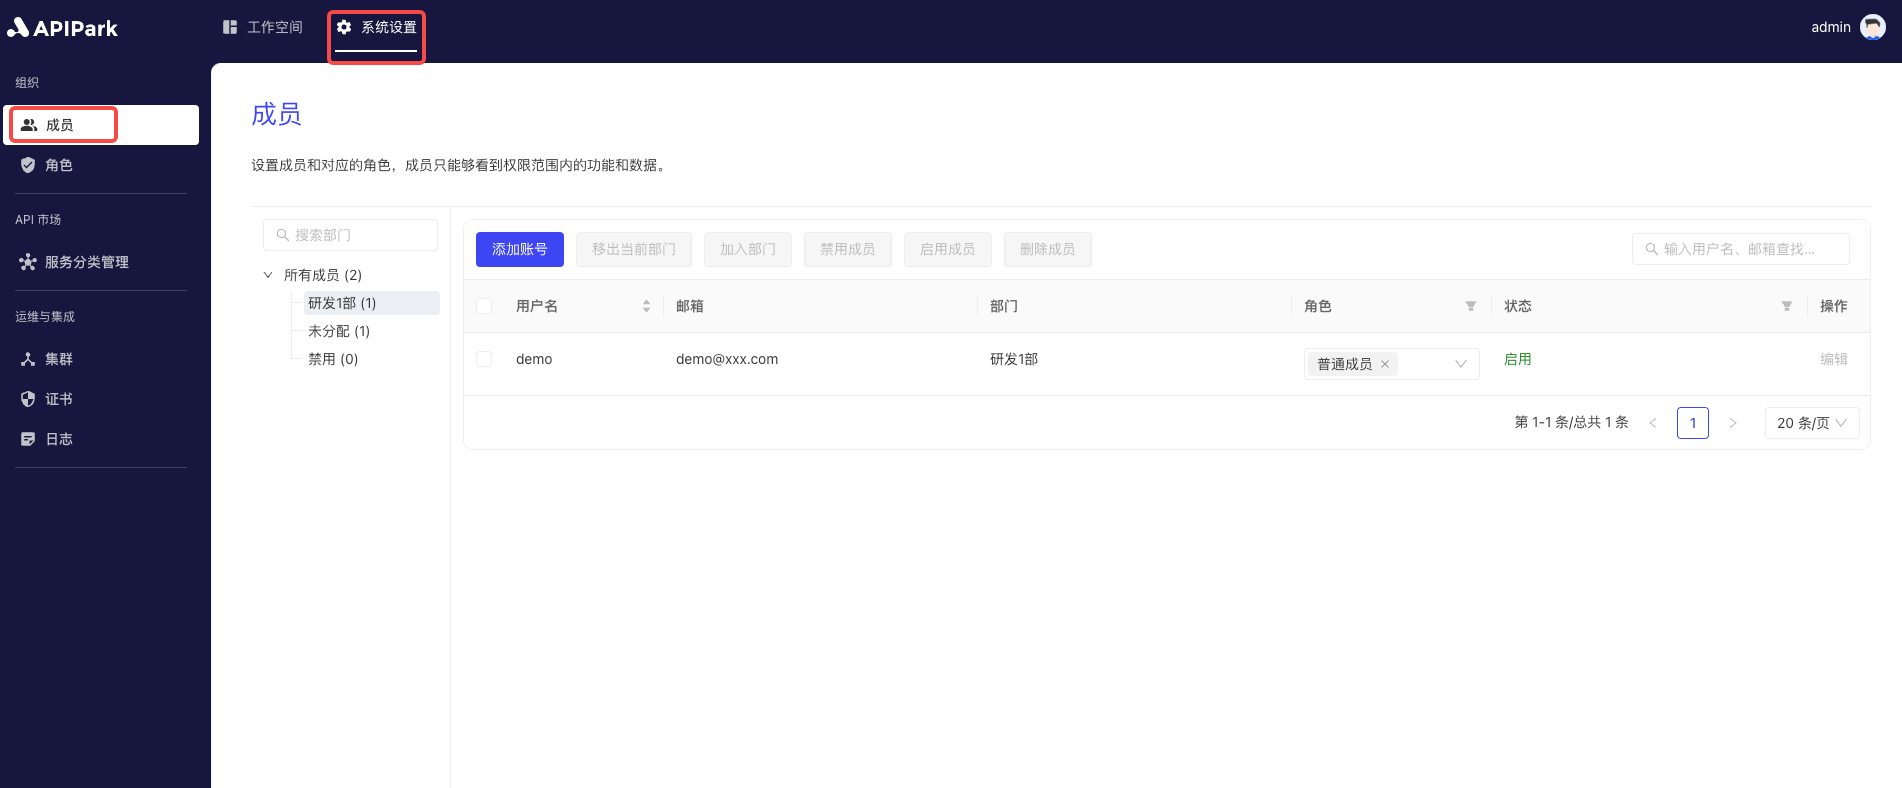 APIPark
工作空间
系统设置
admin
组织
成员
角色
API 市场
服务分类管理
运维与集成
集群
证书
日志
成员
设置成员和对应的角色，成员只能够看到权限范围内的功能和数据。
搜索部门
所有成员 (2)
研发1部 (1)
未分配 (1)
禁用 (0)
添加账号 移出当前部门 加入部门 禁用成员 启用成员 删除成员 输入用户名、邮箱查找...
用户名 邮箱 部门 角色 状态 操作
demo demo@xxx.com 研发1部 普通成员 启用 编辑
第 1-1 条/总共 1 条 1 20 条/页